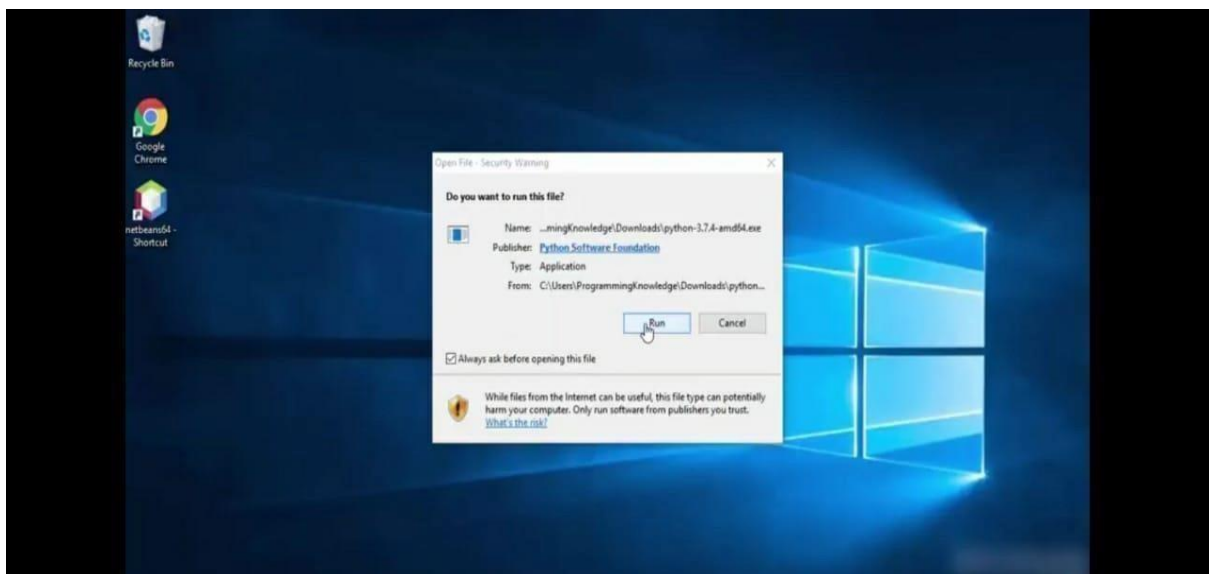 Recycle Bin
Google
Chrome
netbeans64 -
Shortcut
Open File - Security Warning
Do you want to run this file?
Name: ...mingKnowledge\Downloads\python-3.7.4-amd64.exe
Publisher: Python Software Foundation
Type: Application
From: C:\Users\ProgrammingKnowledge\Downloads\python...
Run Cancel
Always ask before opening this file
While files from the Internet can be useful, this file type can potentially
harm your computer. Only run software from publishers you trust.
What's the risk?